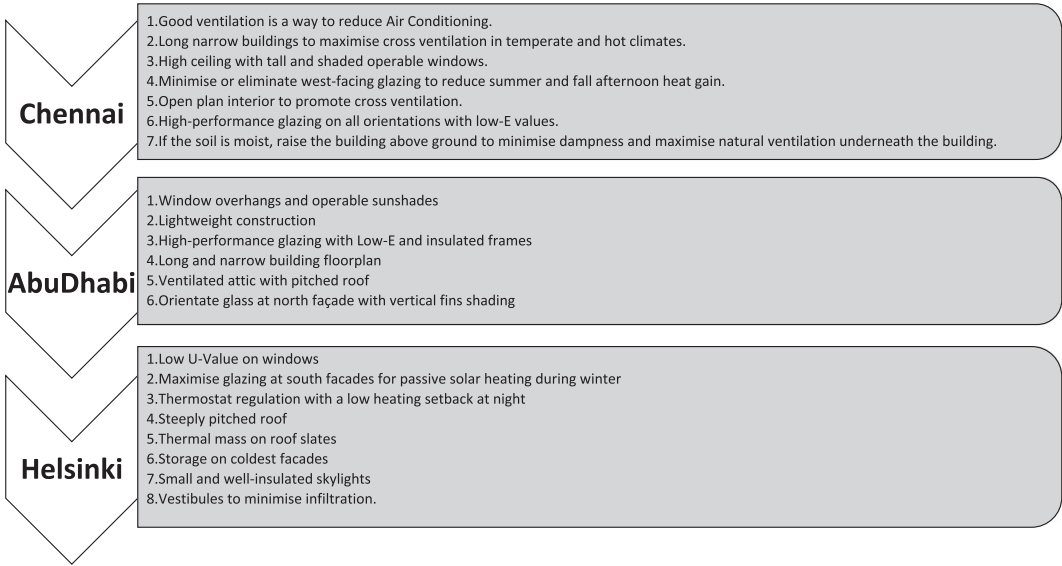 Chennai
1.Good ventilation is a way to reduce Air Conditioning.
2.Long narrow buildings to maximise cross ventilation in temperate and hot climates.
3.High ceiling with tall and shaded operable windows.
4.Minimise or eliminate west-facing glazing to reduce summer and fall afternoon heat gain.
5.Open plan interior to promote cross ventilation.
6.High-performance glazing on all orientations with low-E values.
7.If the soil is moist, raise the building above ground to minimise dampness and maximise natural ventilation underneath the building.
AbuDhabi
1.Window overhangs and operable sunshades
2.Lightweight construction
3.High-performance glazing with Low-E and insulated frames
4.Long and narrow building floorplan
5.Ventilated attic with pitched roof
6.Orientate glass at north façade with vertical fins shading
Helsinki
1.Low U-Value on windows
2.Maximise glazing at south facades for passive solar heating during winter
3.Thermostat regulation with a low heating setback at night
4.Steeply pitched roof
5.Thermal mass on roof slates
6.Storage on coldest facades
7.Small and well-insulated skylights
8.Vestibules to minimise infiltration.